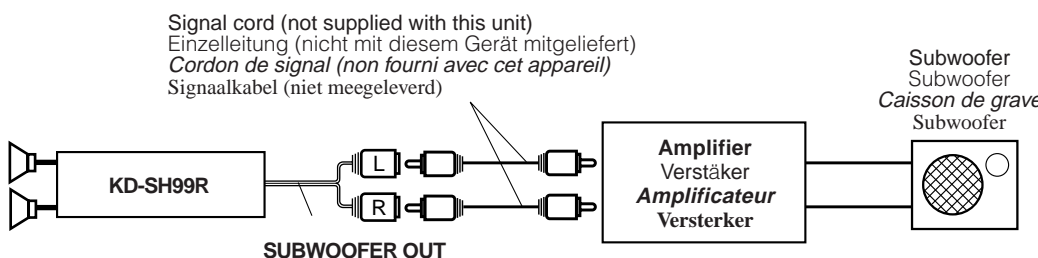 Signal cord (not supplied with this unit)
Einzelleitung (nicht mit diesem Gerät mitgeliefert)
Cordon de signal (non fourni avec cet appareil)
Signaalkabel (niet meegeleverd)
Subwoofer
Subwoofer
Caisson de grave
Subwoofer
KD-SH99R
L
R
SUBWOOFER OUT
Amplifier
Verstäker
Amplificateur
Versterker